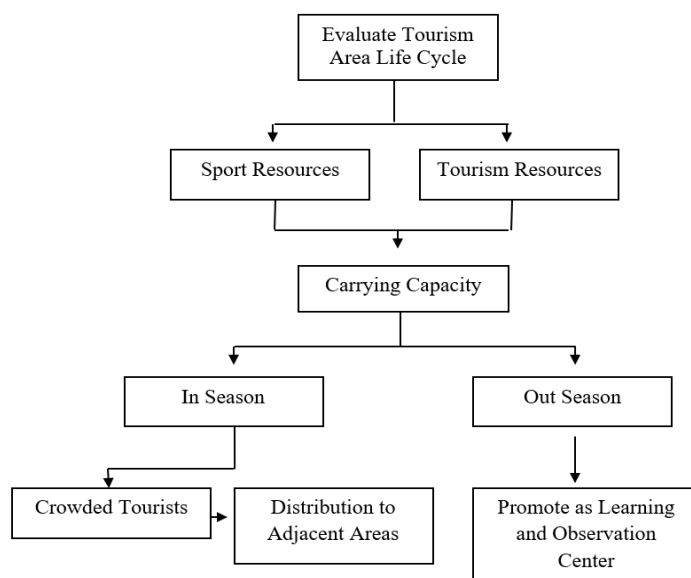 Evaluate Tourism
Area Life Cycle
Sport Resources
Tourism Resources
Carrying Capacity
In Season
Out Season
Crowded Tourists
Distribution to
Adjacent Areas
Promote as Learning
and Observation
Center